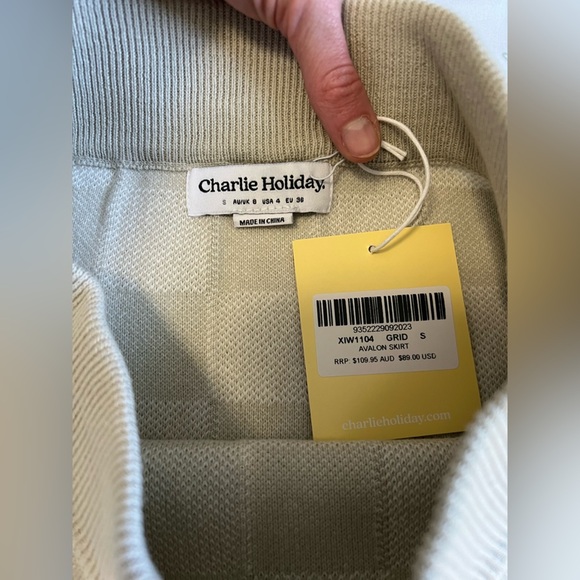 Charlie Holiday.
S AU/UK 8 USA 4 EU 36
MADE IN CHINA
9352229092023
XIW1104 GRID S
AVALON SKIRT
RRP: $109.95 AUD $89.00 USD
charlieholiday.com